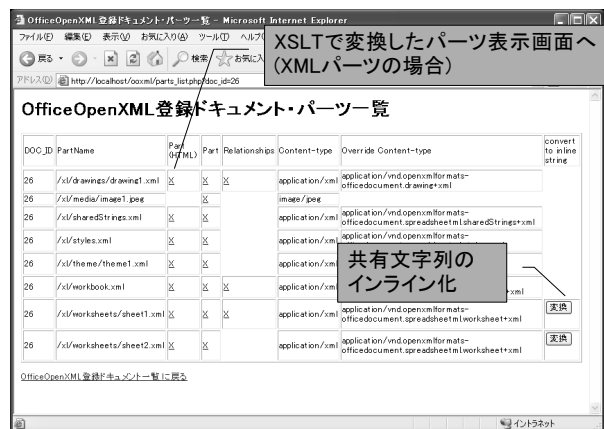 OfficeOpenXML登録ドキュメント・パーツ一覧 - Microsoft Internet Explorer
ファイル(F) 編集(E) 表示(V) お気に入り(A) ツール(T) ヘルプ
戻る 検索 お気に入
アドレス(D) http://localhost/ooxml/parts_list.php?doc_id=26
XSLTで変換したパーツ表示画面へ
(XMLパーツの場合)
OfficeOpenXML登録ドキュメント・パーツ一覧
DOC_ID PartName Part (HTML) Part Relationships Content-type Override Content-type convert to inline string
26 /xl/drawings/drawing1.xml X X X application/xml application/vnd.openxmlformats-
officedocument.drawing+xml
26 /xl/media/image1.jpeg X image/jpeg
26 /xl/sharedStrings.xml X X application/xml application/vnd.openxmlformats-
officedocument.spreadsheetml.sharedStrings+xml
26 /xl/styles.xml X X application/xml application/vnd.openxmlformats-
26 /xl/theme/theme1.xml X X application/xml
共有文字列の
インライン化
26 /xl/workbook.xml X X X application/xml
+xml
26 /xl/worksheets/sheet1.xml X X X application/xml application/vnd.openxmlformats- 変換
officedocument.spreadsheetml.worksheet+xml
26 /xl/worksheets/sheet2.xml X X application/xml application/vnd.openxmlformats- 変換
officedocument.spreadsheetml.worksheet+xml
OfficeOpenXML登録ドキュメント一覧に戻る
イントラネット